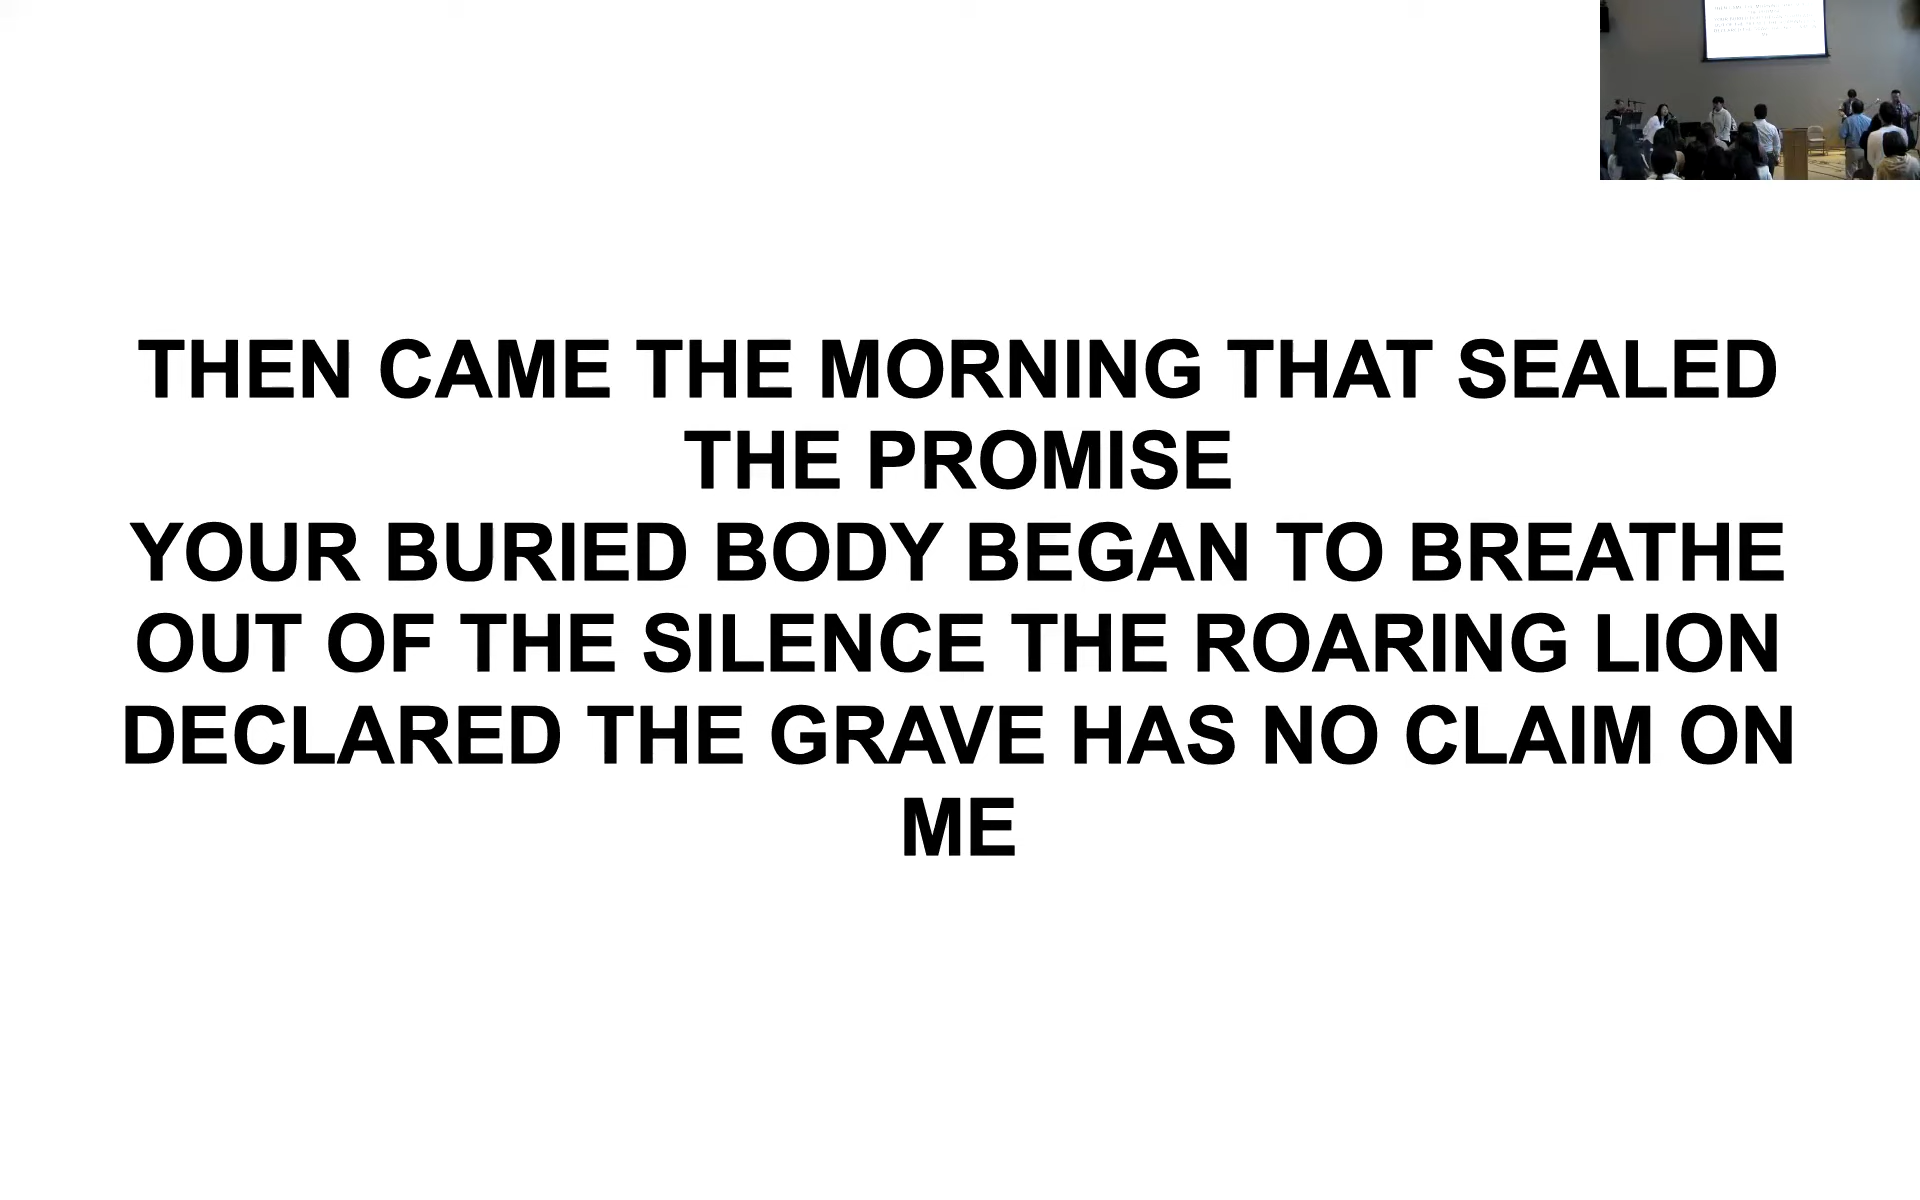 THEN CAME THE MORNING THAT SEALED
THE PROMISE
YOUR BURIED BODY BEGAN TO BREATHE
OUT OF THE SILENCE THE ROARING LION
DECLARED THE GRAVE HAS NO CLAIM ON
ME